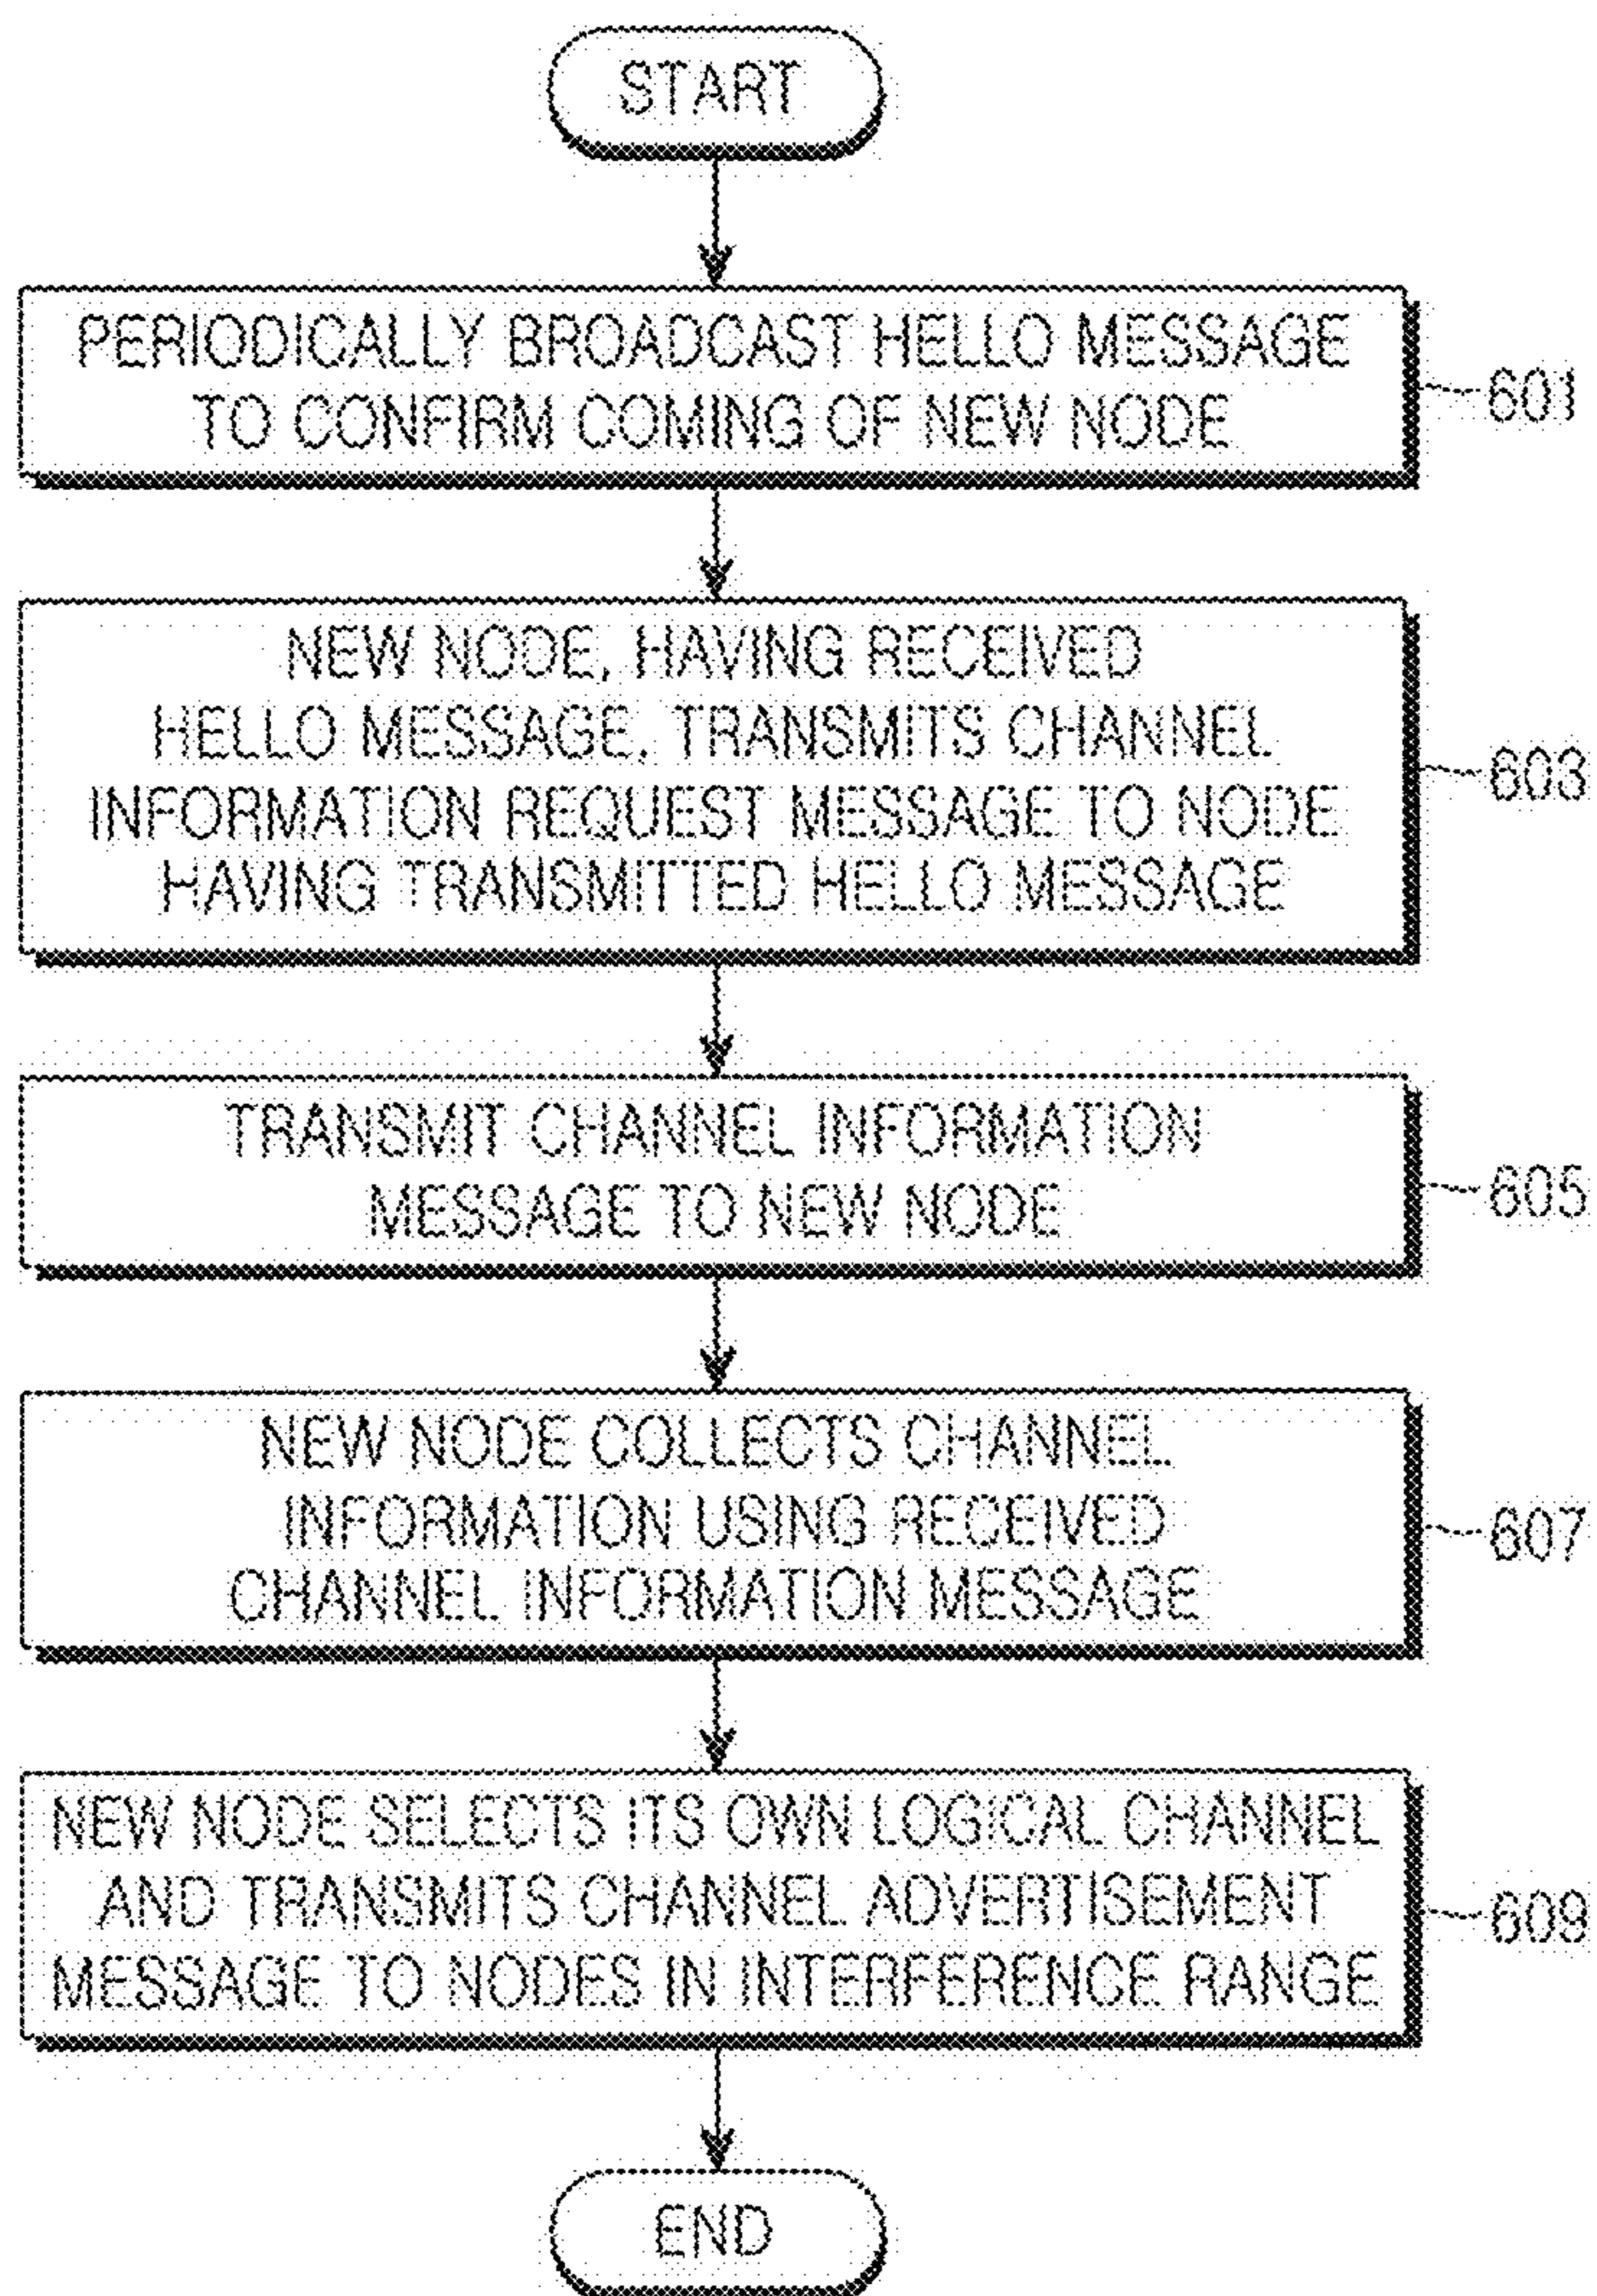 START
PERIODICALLY BROADCAST HELLO MESSAGE
TO CONFIRM COMING OF NEW NODE
601
NEW NODE, HAVING RECEIVED
HELLO MESSAGE, TRANSMITS CHANNEL
INFORMATION REQUEST MESSAGE TO NODE
HAVING TRANSMITTED HELLO MESSAGE
603
TRANSMIT CHANNEL INFORMATION
MESSAGE TO NEW NODE
605
NEW NODE COLLECTS CHANNEL
INFORMATION USING RECEIVED
CHANNEL INFORMATION MESSAGE
607
NEW NODE SELECTS ITS OWN LOGICAL CHANNEL
AND TRANSMITS CHANNEL ADVERTISEMENT
MESSAGE TO NODES IN INTERFERENCE RANGE
609
END